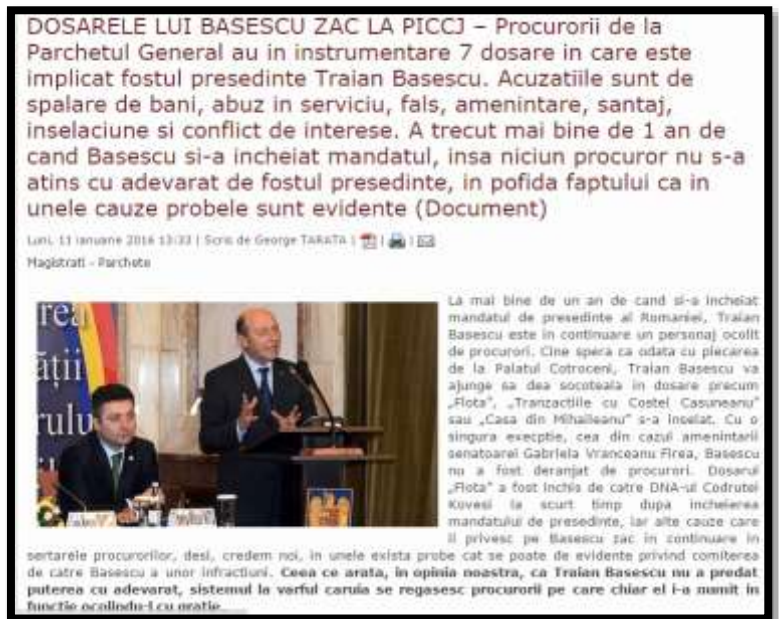 DOSARELE LUI BASESCU ZAC LA PICCJ – Procurorii de la
Parchetul General au in instrumentare 7 dosare in care este
implicat fostul presedinte Traian Basescu. Acuzatiile sunt de
spalare de bani, abuz in serviciu, fals, amenintare, santaj,
inselaciune si conflict de interese. A trecut mai bine de 1 an de
cand Basescu si-a incheiat mandatul, insa niciun procuror nu s-a
atins cu adevarat de fostul presedinte, in pofida faptului ca in
unele cauze probele sunt evidente (Document)
Luni, 11 ianuarie 2016 13:33 | Scris de George TARATA | | |
Magistrati - Parchete
rea
ății
rulu
La mai bine de un an de cand si-a incheiat
mandatul de presedinte al Romaniei, Traian
Basescu este in continuare un personaj ocolit
de procurori. Cine spera ca odata cu plecarea
de la Palatul Cotroceni, Traian Basescu va
ajunge sa dea socoteala in dosare precum
„Flota”, „Tranzactiile cu Costel Casuneanu”
sau „Casa din Mihaileanu” s-a inselat. Cu o
singura execptie, cea din cazul amenintarii
senatoarei Gabriela Vranceanu Firea, Basescu
nu a fost deranjat de procurori. Dosarul
„Flota” a fost inchis de catre DNA-ul Codrutei
Kovesi la scurt timp dupa incheierea
mandatului de presedinte, iar alte cauze care
il privesc pe Basescu zac in continuare in
sertarele procurorilor, desi, credem noi, in unele exista probe cat se poate de evidente privind comiterea
de catre Basescu a unor infractiuni. Ceea ce arata, in opinia noastra, ca Traian Basescu nu a predat
puterea cu adevarat, sistemul la varful caruia se regasesc procurorii pe care chiar el i-a numit in
functie ocolindu-l cu gratie.